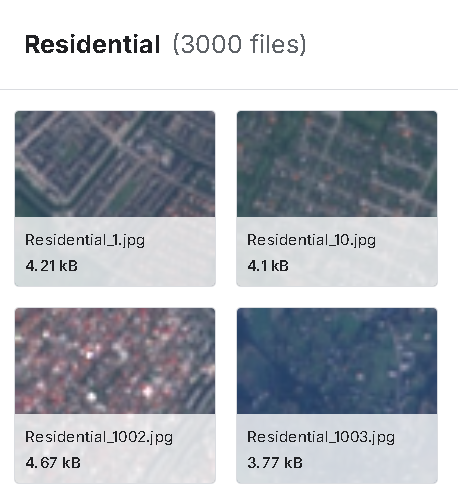 Residential (3000 files)
Residential_1.jpg
4.21 kB
Residential_10.jpg
4.1 kB
Residential_1002.jpg
4.67 kB
Residential_1003.jpg
3.77 kB